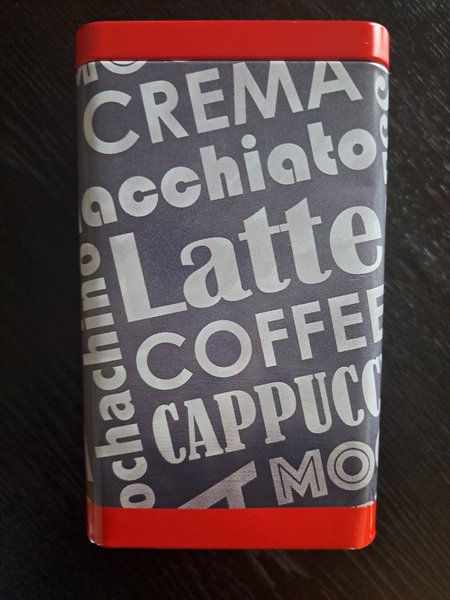 CREMA
acchiato
Latte
COFFEE
CAPPUCC
MO
ochachino